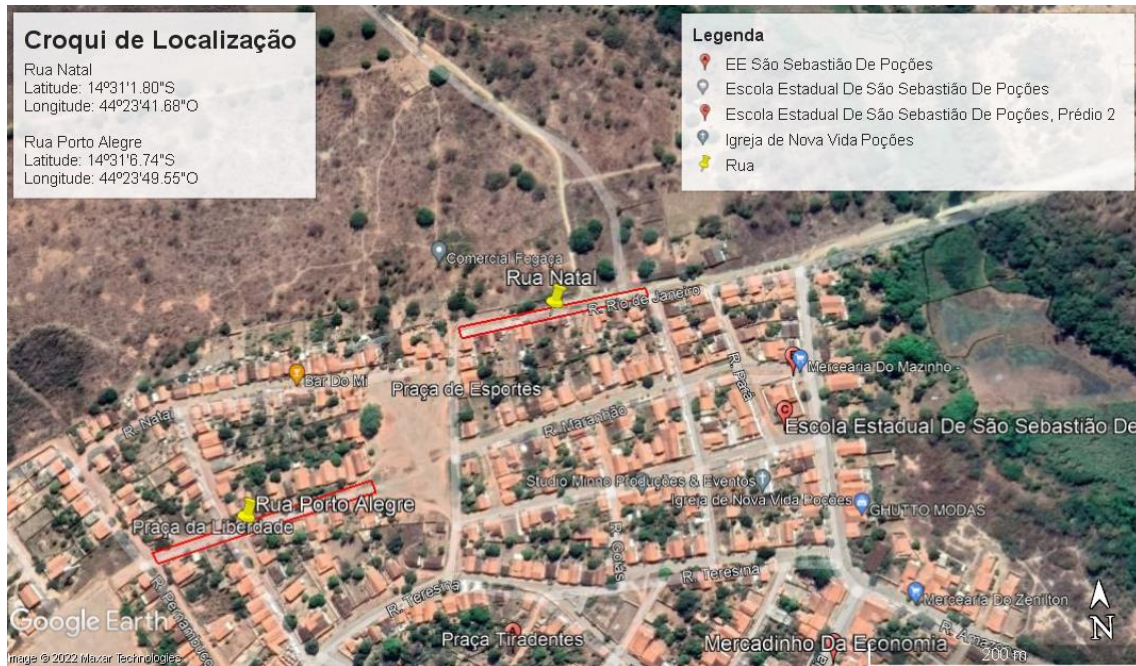 Croqui de Localização
Rua Natal
Latitude: 14º31'1.80"S
Longitude: 44º23'41.68"O
Rua Porto Alegre
Latitude: 14º31'6.74"S
Longitude: 44º23'49.55"O
Legenda
EE São Sebastião De Poções
Escola Estadual De São Sebastião De Poções
Escola Estadual De São Sebastião De Poções, Prédio 2
Igreja de Nova Vida Poções
Rua
Comercial Fogaça
Rua Natal
R. Rio de Janeiro
Bar Do Mi
Praça de Esportes
R. Pará
Mercearia Do Mazinho -
R. Natal
R. Maranhão
Escola Estadual De São Sebastião De
Studio Minho Produções & Eventos
Igreja de Nova Vida Poções
GHUTTO MODAS
Rua Porto Alegre
Praça da Liberdade
R. Goiás
R. Pernambuco
R. Teresina
R. Teresina
Mercearia Do Zenilton
Google Earth
Praça Tiradentes
Mercadinho Da Economia
N
200 m
Image © 2022 Maxar Technologies